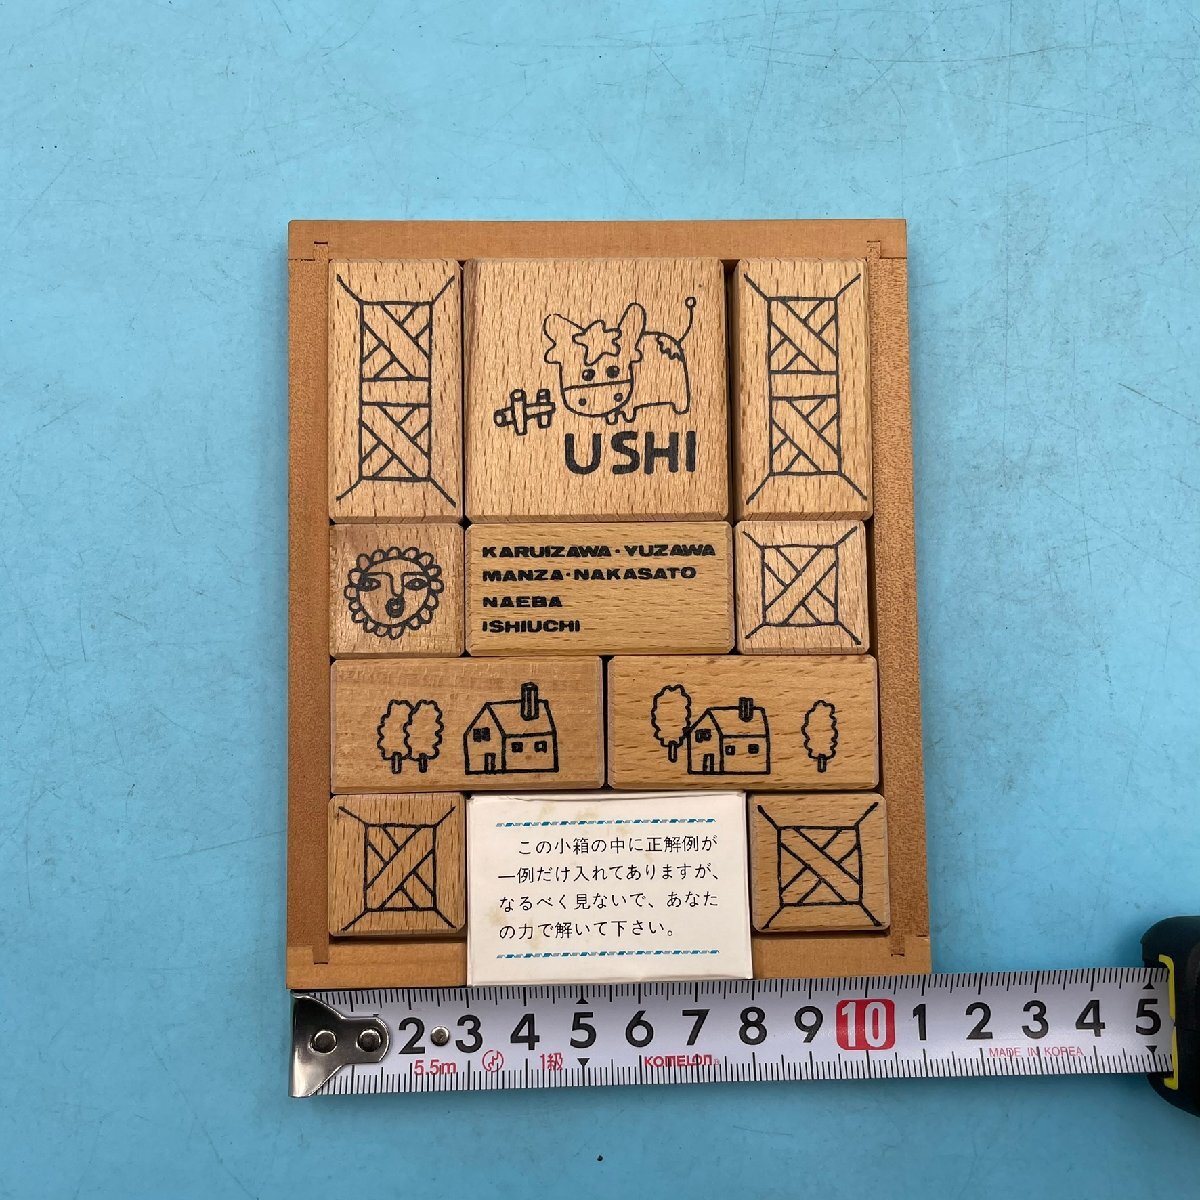 USHI
KARUIZAWA・YUZAWA
MANZA・NAKASATO
NAEBA
ISHIUCHI
この小箱の中に正解例が
一例だけ入れてありますが、
なるべく見ないで、あなた
の力で解いて下さい。
2 3 4 5 6 7 8 9 10 1 2 3 4 5
5.5m 1級 KOMELON MADE IN KOREA